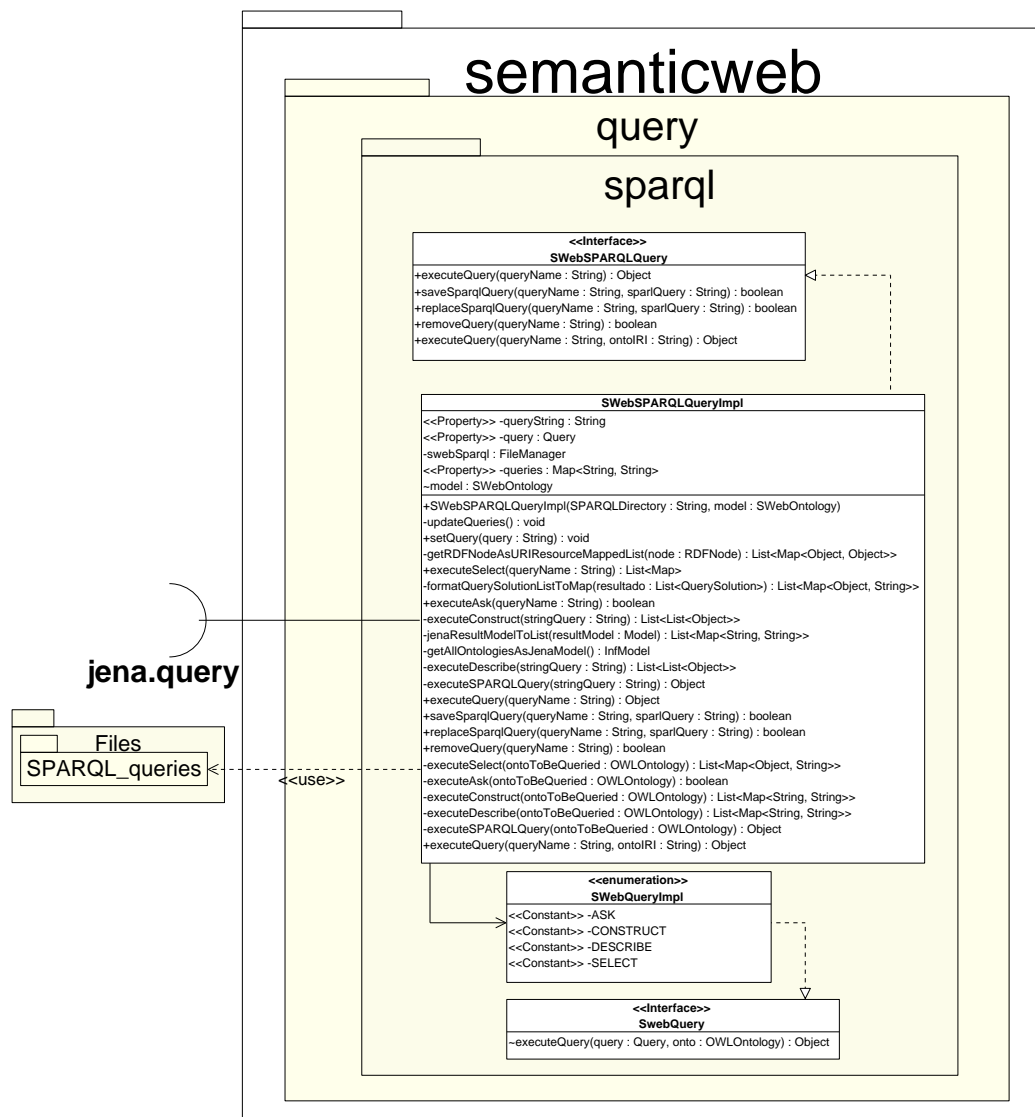 semanticweb
query
sparql
<<Interface>>
SWebSPARQLQuery
+executeQuery(queryName : String) : Object
+saveSparqlQuery(queryName : String, sparlQuery : String) : boolean
+replaceSparqlQuery(queryName : String, sparlQuery : String) : boolean
+removeQuery(queryName : String) : boolean
+executeQuery(queryName : String, ontoIRI : String) : Object
SWebSPARQLQueryImpl
<<Property>> -queryString : String
<<Property>> -query : Query
-swebSparql : FileManager
<<Property>> -queries : Map<String, String>
~model : SWebOntology
+SWebSPARQLQueryImpl(SPARQLDirectory : String, model : SWebOntology)
-updateQueries() : void
+setQuery(query : String) : void
-getRDFNodeAsURIResourceMappedList(node : RDFNode) : List<Map<Object, Object>>
+executeSelect(queryName : String) : List<Map>
-formatQuerySolutionListToMap(resultado : List<QuerySolution>) : List<Map<Object, String>>
+executeAsk(queryName : String) : boolean
-executeConstruct(stringQuery : String) : List<List<Object>>
-jenaResultModelToList(resultModel : Model) : List<Map<String, String>>
-getAllOntologiesAsJenaModel() : InfModel
-executeDescribe(stringQuery : String) : List<List<Object>>
-executeSPARQLQuery(stringQuery : String) : Object
+executeQuery(queryName : String) : Object
+saveSparqlQuery(queryName : String, sparlQuery : String) : boolean
+replaceSparqlQuery(queryName : String, sparlQuery : String) : boolean
+removeQuery(queryName : String) : boolean
-executeSelect(ontoToBeQueried : OWLOntology) : List<Map<Object, String>>
-executeAsk(ontoToBeQueried : OWLOntology) : boolean
-executeConstruct(ontoToBeQueried : OWLOntology) : List<Map<String, String>>
-executeDescribe(ontoToBeQueried : OWLOntology) : List<Map<String, String>>
-executeSPARQLQuery(ontoToBeQueried : OWLOntology) : Object
+executeQuery(queryName : String, ontoIRI : String) : Object
jena.query
Files
SPARQL_queries
<<use>>
<<enumeration>>
SWebQueryImpl
<<Constant>> -ASK
<<Constant>> -CONSTRUCT
<<Constant>> -DESCRIBE
<<Constant>> -SELECT
<<Interface>>
SwebQuery
~executeQuery(query : Query, onto : OWLOntology) : Object